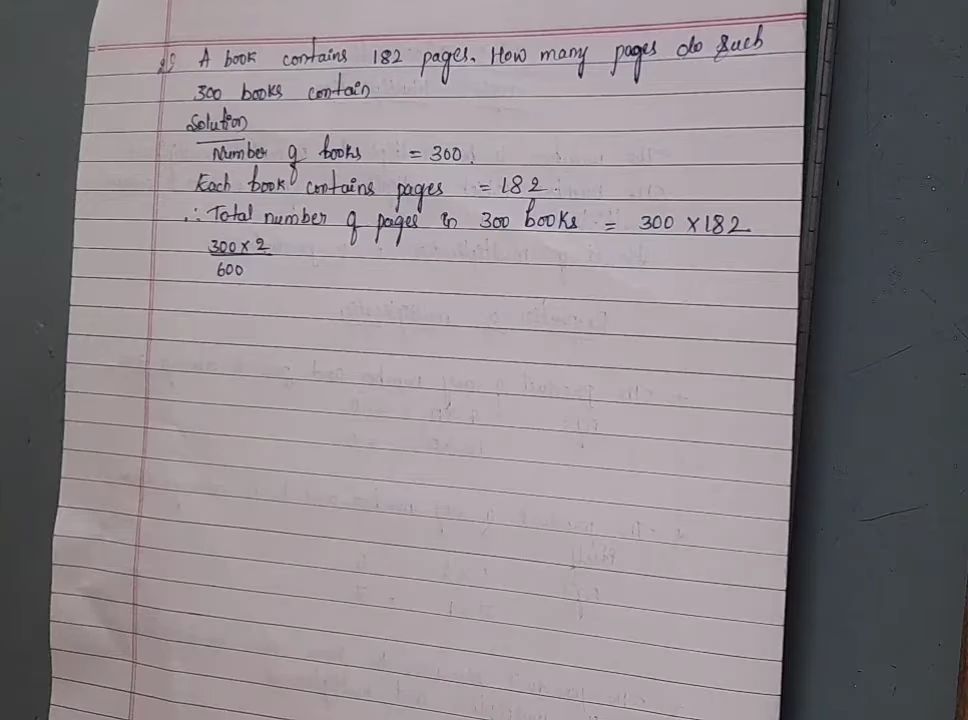 A book contains 182 pages. How many pages do such
300 books contain
Solution
Number of books = 300.
Each book contains pages = 182.
∴ Total number of pages in 300 books = 300 × 182
300 × 2
600